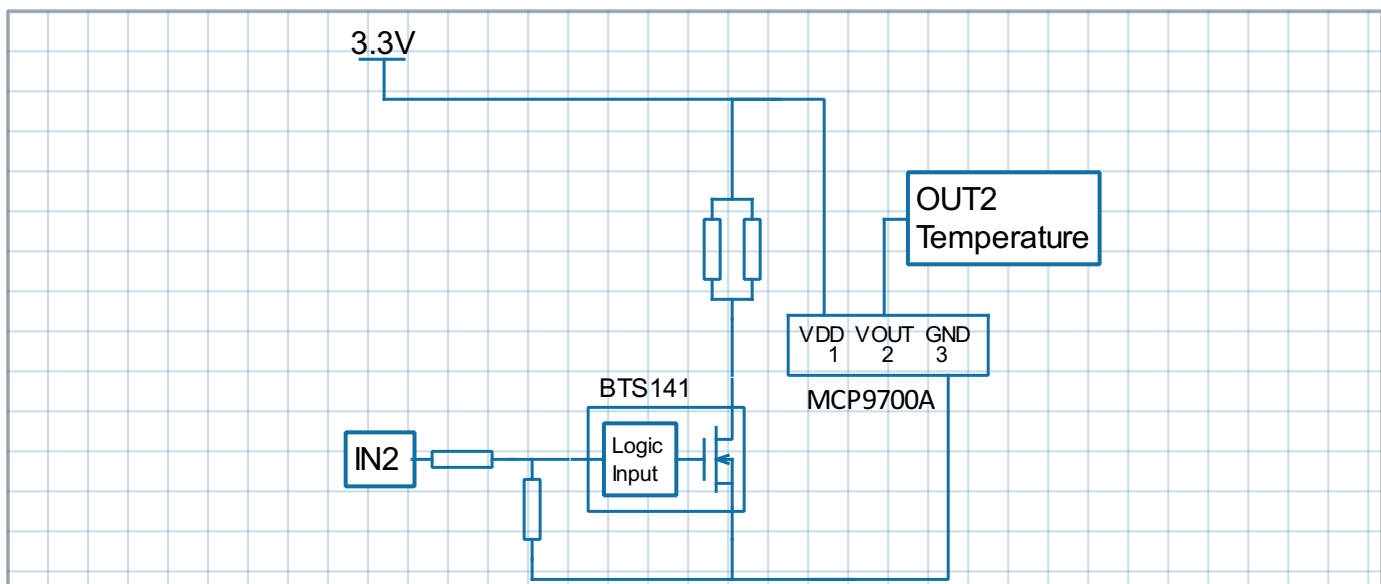 3.3V
OUT2
Temperature
VDD VOUT GND
1 2 3
MCP9700A
BTS141
IN2
Logic
Input